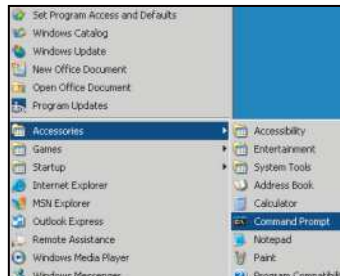 Set Program Access and Defaults
Windows Catalog
Windows Update
New Office Document
Open Office Document
Program Updates
Accessories
Games
Startup
Internet Explorer
MSN Explorer
Outlook Express
Remote Assistance
Windows Media Player
Windows Messenger
Accessibility
Entertainment
System Tools
Address Book
Calculator
Command Prompt
Notepad
Paint